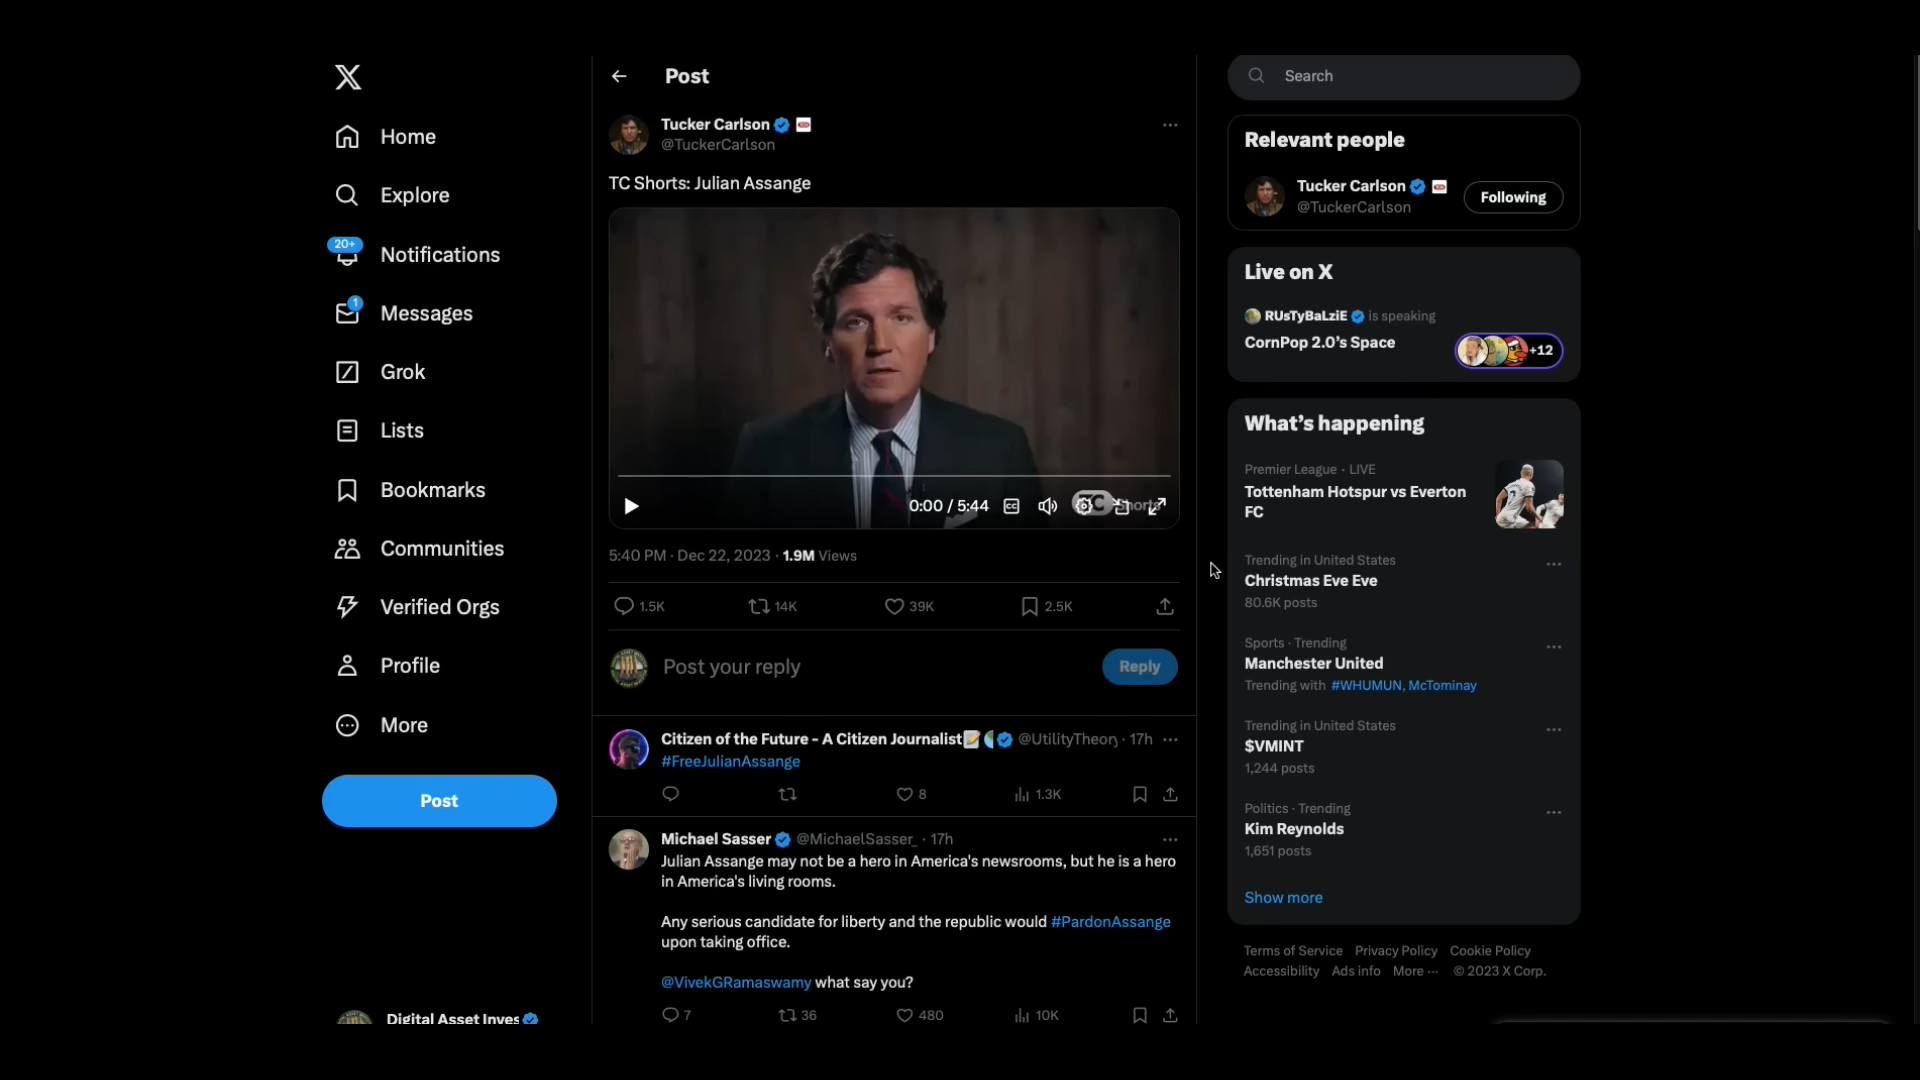 Home
Explore
20+
Notifications
1
Messages
Grok
Lists
Bookmarks
Communities
Verified Orgs
Profile
More
Post
Digital Asset Inves
Post
Tucker Carlson
@TuckerCarlson
TC Shorts: Julian Assange
0:00 / 5:44
5:40 PM · Dec 22, 2023 · 1.9M Views
1.5K 14K 39K 2.5K
Post your reply
Reply
Citizen of the Future - A Citizen Journalist @UtilityTheory · 17h
#FreeJulianAssange
8 1.3K
Michael Sasser @MichaelSasser_ · 17h
Julian Assange may not be a hero in America's newsrooms, but he is a hero
in America's living rooms.
Any serious candidate for liberty and the republic would #PardonAssange
upon taking office.
@VivekGRamaswamy what say you?
7 36 480 10K
Search
Relevant people
Tucker Carlson
@TuckerCarlson
Following
Live on X
RUsTyBaLziE is speaking
CornPop 2.0's Space
+12
What's happening
Premier League · LIVE
Tottenham Hotspur vs Everton
FC
Trending in United States
Christmas Eve Eve
80.6K posts
Sports · Trending
Manchester United
Trending with #WHUMUN, McTominay
Trending in United States
$VMINT
1,244 posts
Politics · Trending
Kim Reynolds
1,651 posts
Show more
Terms of Service Privacy Policy Cookie Policy
Accessibility Ads info More ··· © 2023 X Corp.